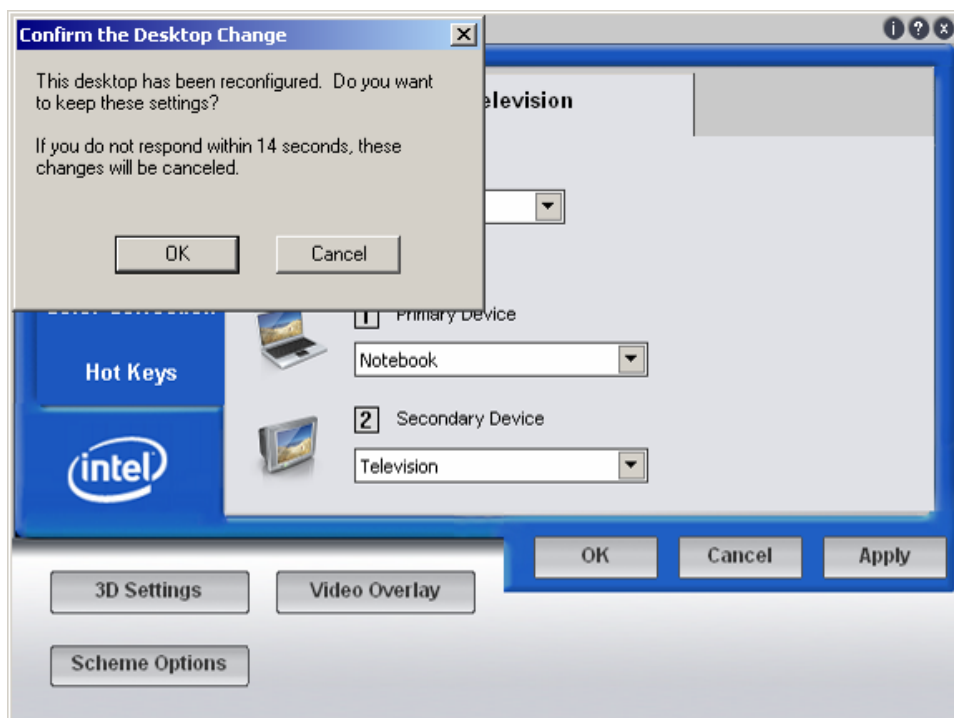 Confirm the Desktop Change
This desktop has been reconfigured. Do you want
to keep these settings?
If you do not respond within 14 seconds, these
changes will be canceled.
OK
Cancel
Television
1 Primary Device
Notebook
Hot Keys
2 Secondary Device
Television
intel
OK
Cancel
Apply
3D Settings
Video Overlay
Scheme Options